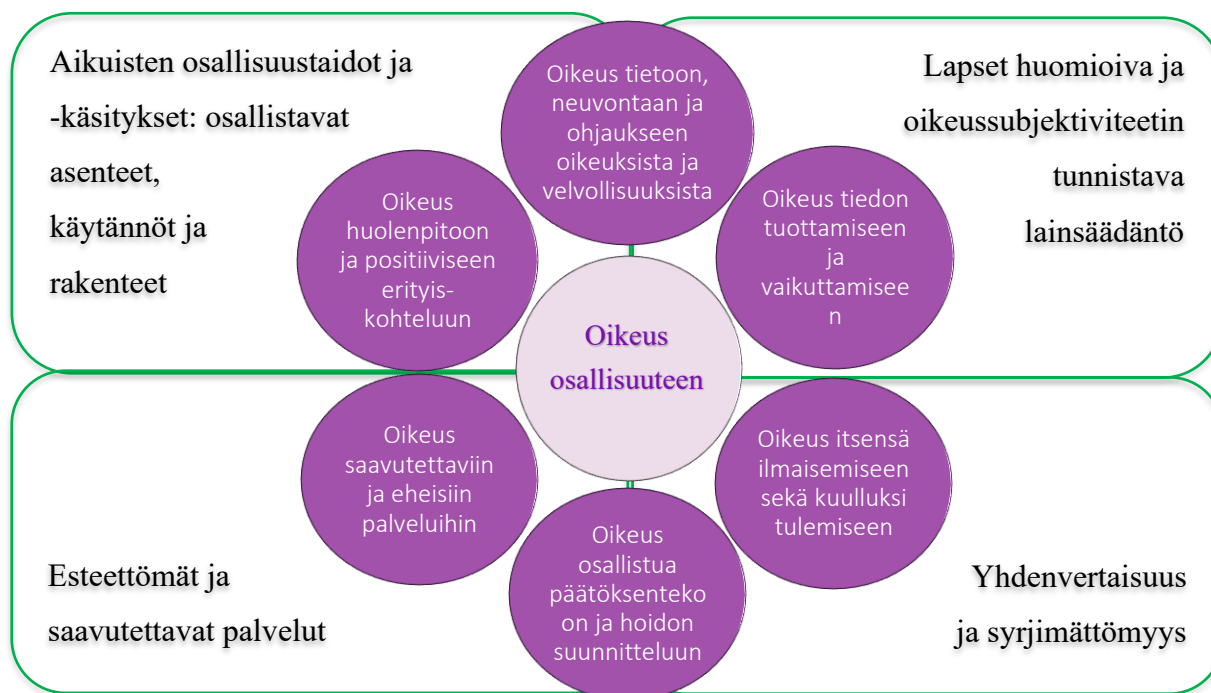 Aikuisten osallisuustaidot ja
-käsitykset: osallistavat
asenteet,
käytännöt ja
rakenteet
Oikeus tietoon,
neuvontaan ja
ohjaukseen
oikeuksista ja
velvollisuuksista
Lapset huomioiva ja
oikeussubjektiviteetin
tunnistava
lainsäädäntö
Oikeus
huolenpitoon
ja positiiviseen
erityis-
kohteluun
Oikeus tiedon
tuottamiseen
ja
vaikuttamisee
n
Oikeus
osallisuuteen
Oikeus
saavutettaviin
ja eheisiin
palveluihin
Oikeus itsensä
ilmaisemiseen
sekä kuulluksi
tulemiseen
Oikeus
osallistua
päätöksenteko
on ja hoidon
suunnitteluun
Esteettömät ja
saavutettavat palvelut
Yhdenvertaisuus
ja syrjimättömyys